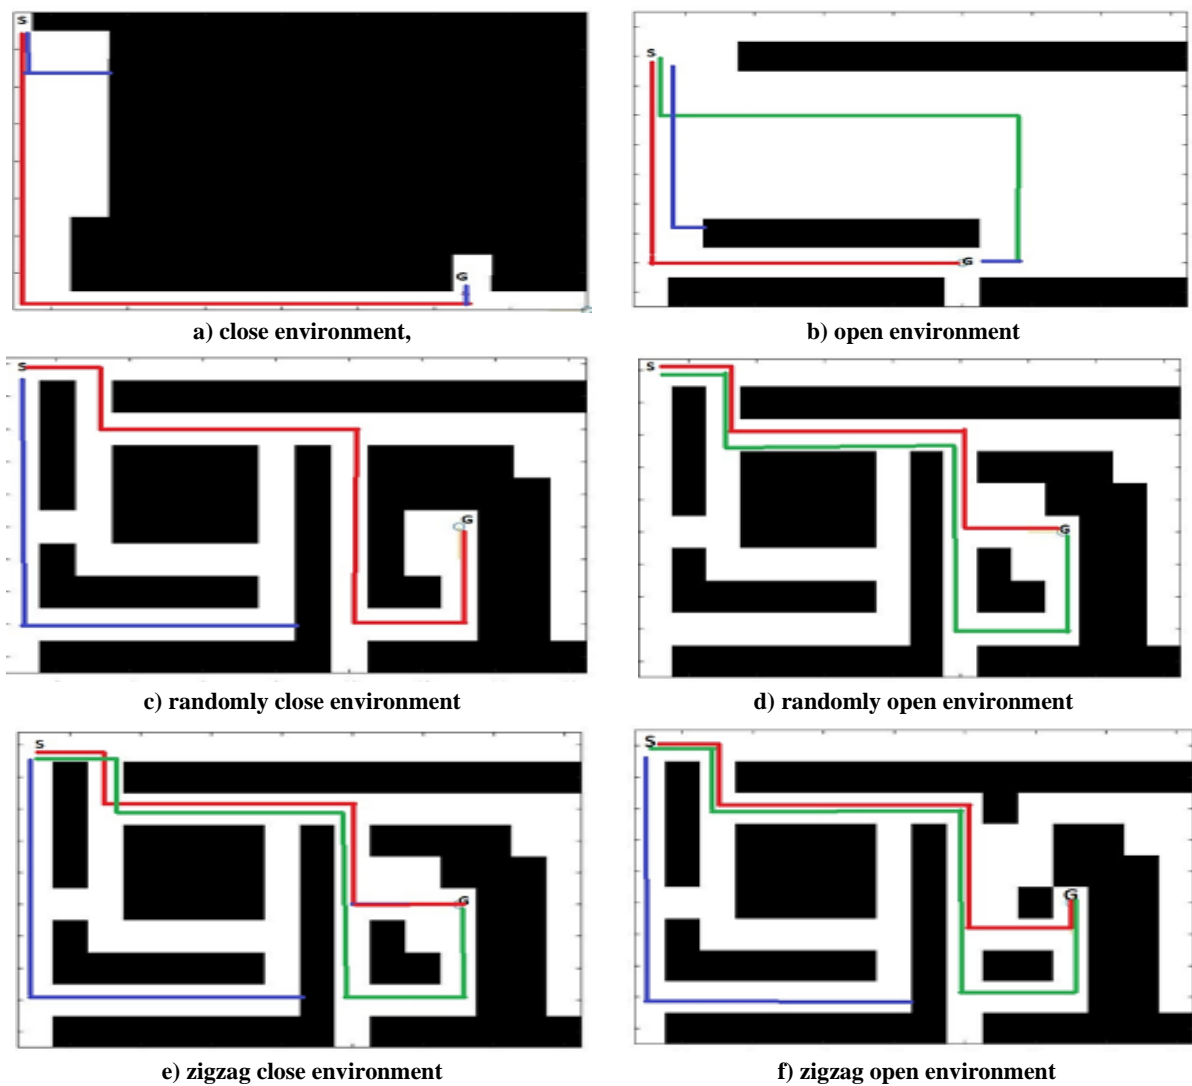 S
G
a) close environment,
S
G
b) open environment
S
G
c) randomly close environment
S
G
d) randomly open environment
S
G
e) zigzag close environment
S
G
f) zigzag open environment